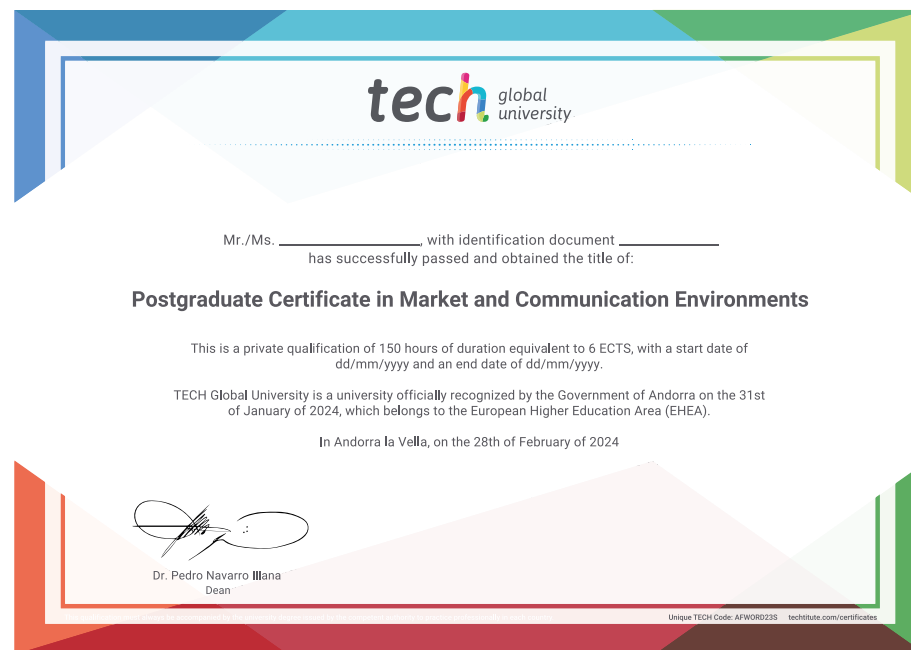 tech global
university
Mr./Ms. ____________________, with identification document ______________
has successfully passed and obtained the title of:
Postgraduate Certificate in Market and Communication Environments
This is a private qualification of 150 hours of duration equivalent to 6 ECTS, with a start date of
dd/mm/yyyy and an end date of dd/mm/yyyy.
TECH Global University is a university officially recognized by the Government of Andorra on the 31st
of January of 2024, which belongs to the European Higher Education Area (EHEA).
In Andorra la Vella, on the 28th of February of 2024
Dr. Pedro Navarro Illana
Dean
Unique TECH Code: AFWORD23S techtitute.com/certificates